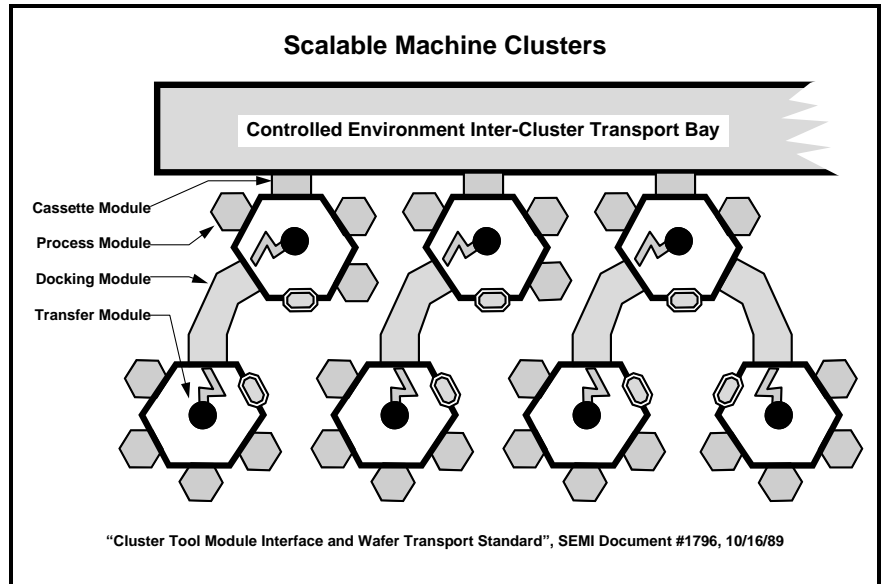 Scalable Machine Clusters
Controlled Environment Inter-Cluster Transport Bay
Cassette Module
Process Module
Docking Module
Transfer Module
“Cluster Tool Module Interface and Wafer Transport Standard”, SEMI Document #1796, 10/16/89